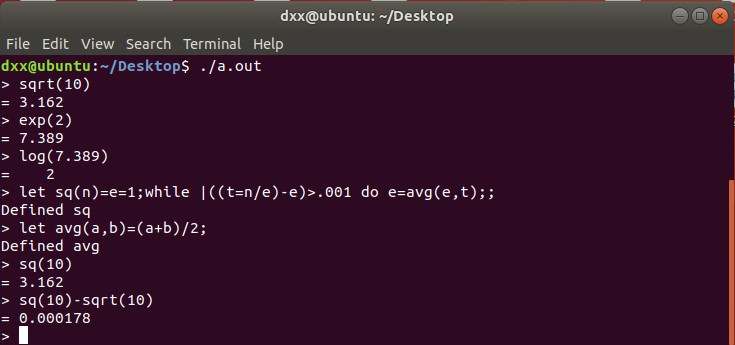 dxx@ubuntu: ~/Desktop
File Edit View Search Terminal Help
dxx@ubuntu:~/Desktop$ ./a.out
> sqrt(10)
= 3.162
> exp(2)
= 7.389
> log(7.389)
=    2
> let sq(n)=e=1;while |((t=n/e)-e)>.001 do e=avg(e,t);;
Defined sq
> let avg(a,b)=(a+b)/2;
Defined avg
> sq(10)
= 3.162
> sq(10)-sqrt(10)
= 0.000178
>